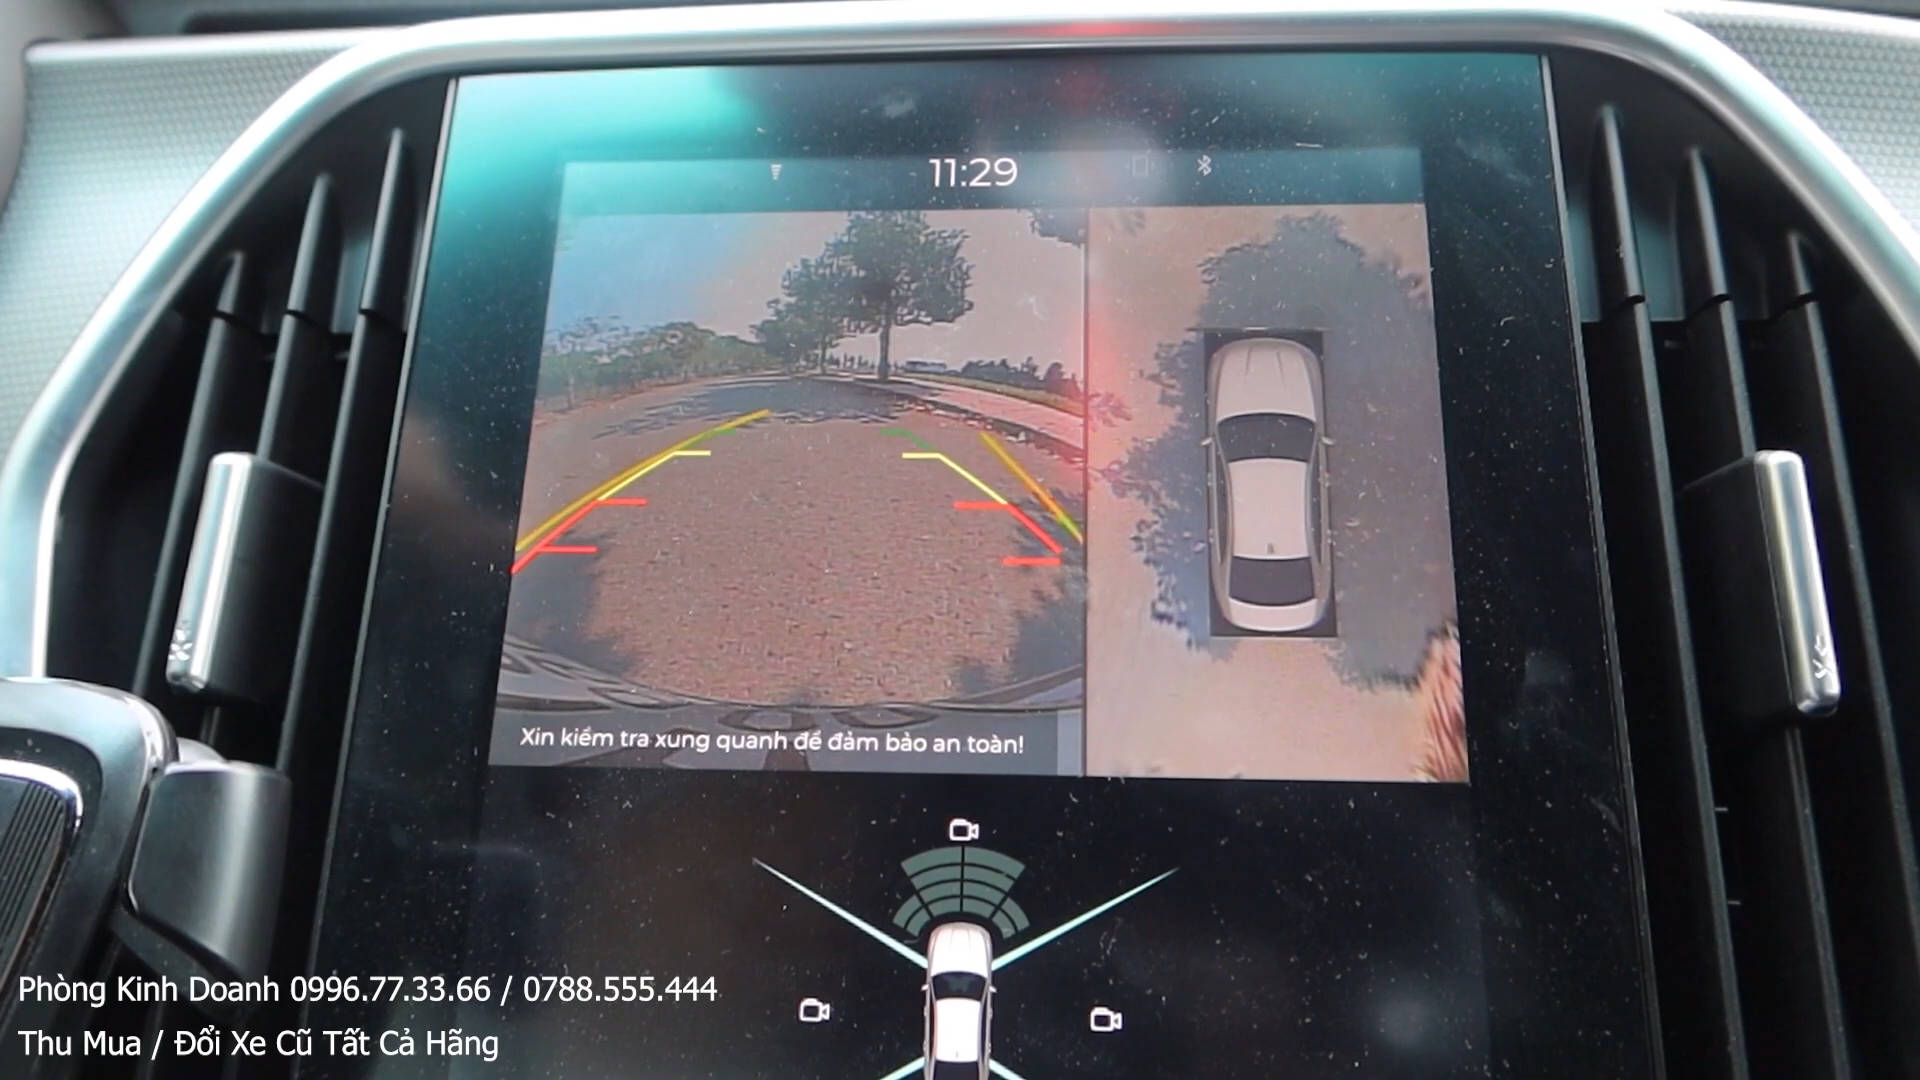 11:29
Xin kiểm tra xung quanh để đảm bảo an toàn!
Phòng Kinh Doanh 0996.77.33.66 / 0788.555.444
Thu Mua / Đổi Xe Cũ Tất Cả Hãng